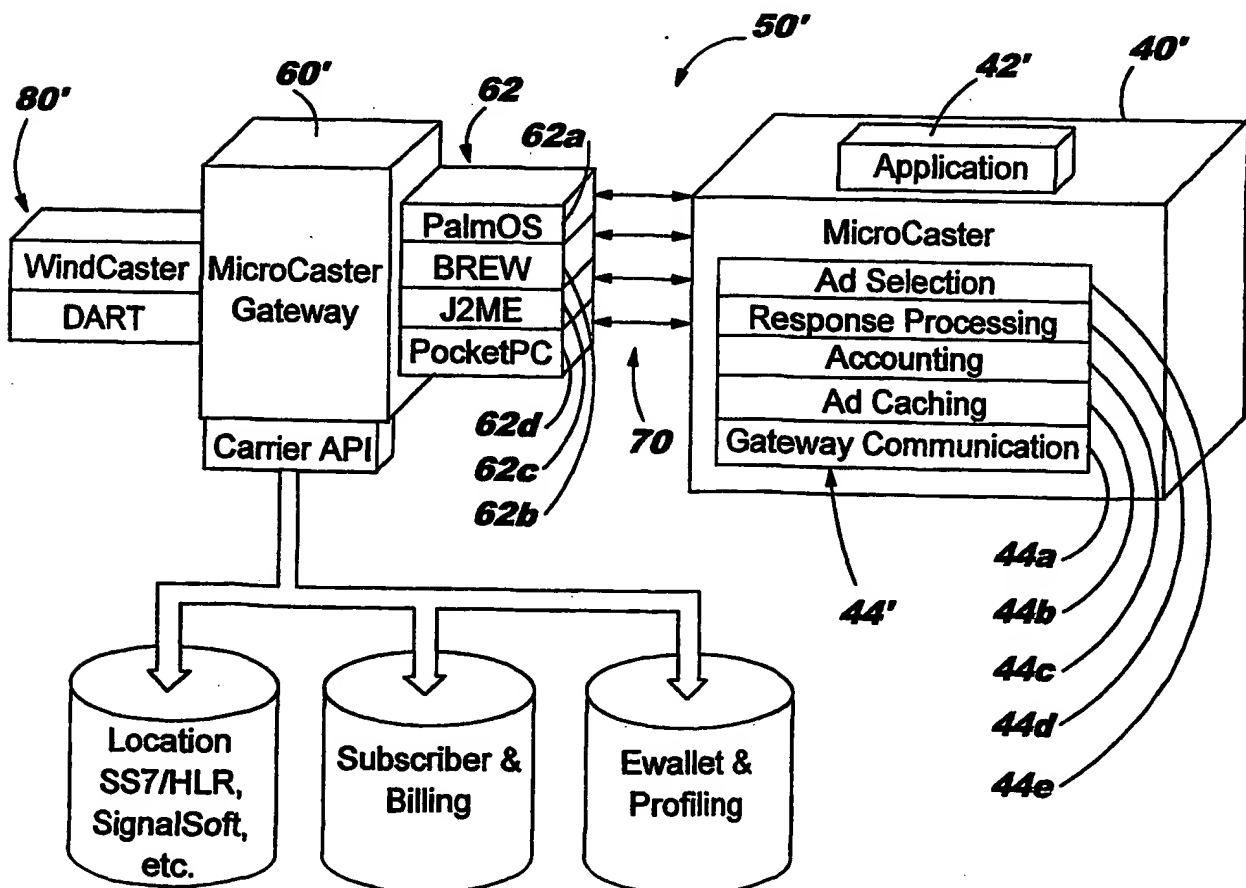 50'
60'
62
42'
40'
80'
62a
Application
PalmOS
MicroCaster
WindCaster
MicroCaster
Gateway
BREW
Ad Selection
DART
J2ME
Response Processing
PocketPC
Accounting
Ad Caching
Carrier API
62d
70
Gateway Communication
62c
62b
44a
44'
44b
44c
44d
44e
Location
SS7/HLR,
SignalSoft,
etc.
Subscriber &
Billing
Ewallet &
Profiling